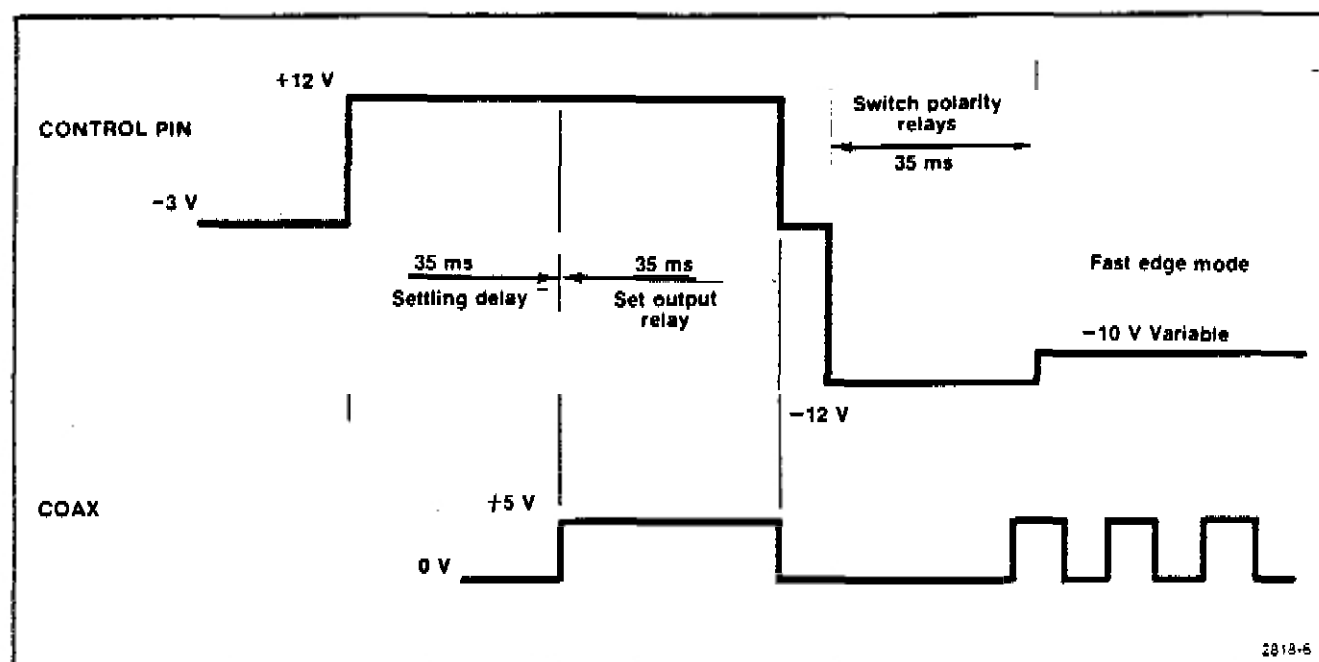 +12 V
CONTROL PIN
Switch polarity
relays
35 ms
−3 V
35 ms
Settling delay
35 ms
Set output
relay
Fast edge mode
−10 V Variable
−12 V
COAX
+5 V
0 V
2818-6